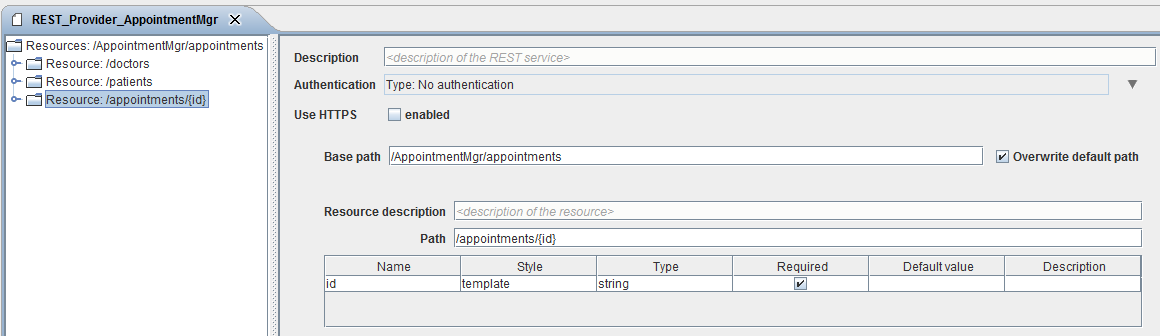 REST_Provider_AppointmentMgr
Resources: /AppointmentMgr/appointments
Resource: /doctors
Resource: /patients
Resource: /appointments/{id}
Description <description of the REST service>
Authentication Type: No authentication
Use HTTPS enabled
Base path /AppointmentMgr/appointments Overwrite default path
Resource description <description of the resource>
Path /appointments/{id}
Name Style Type Required Default value Description
id template string